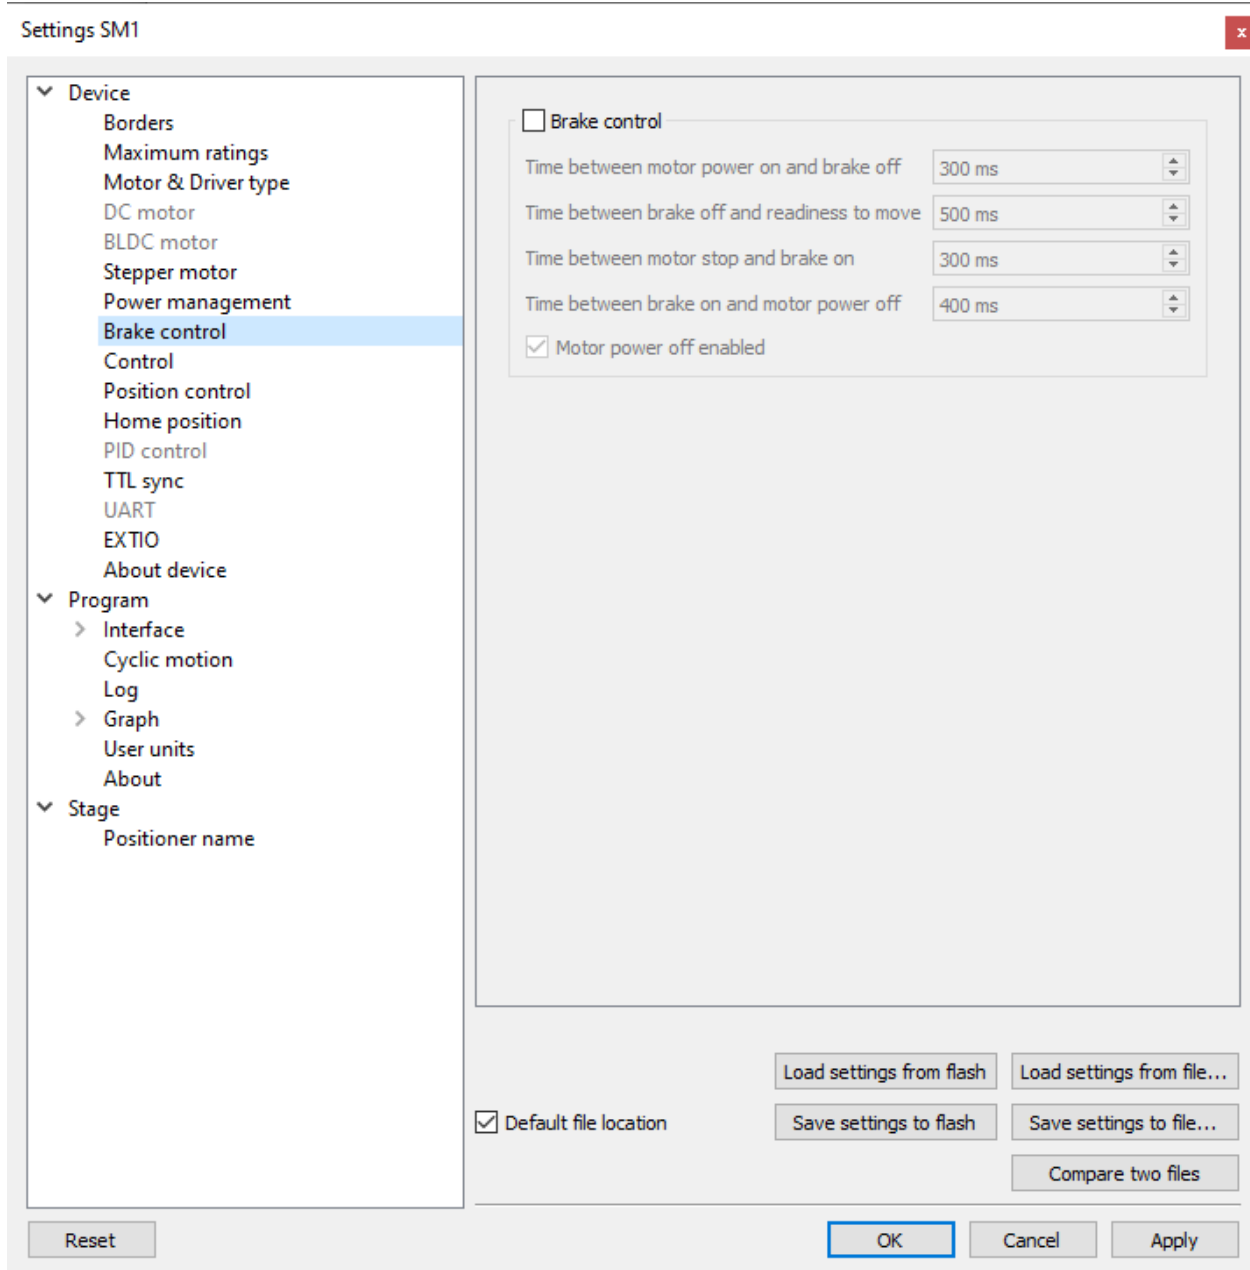 Settings SM1
x
Device
Borders
Maximum ratings
Motor & Driver type
DC motor
BLDC motor
Stepper motor
Power management
Brake control
Control
Position control
Home position
PID control
TTL sync
UART
EXTIO
About device
Program
Interface
Cyclic motion
Log
Graph
User units
About
Stage
Positioner name
Brake control
Time between motor power on and brake off 300 ms
Time between brake off and readiness to move 500 ms
Time between motor stop and brake on 300 ms
Time between brake on and motor power off 400 ms
Motor power off enabled
Load settings from flash Load settings from file...
Default file location Save settings to flash Save settings to file...
Compare two files
Reset OK Cancel Apply